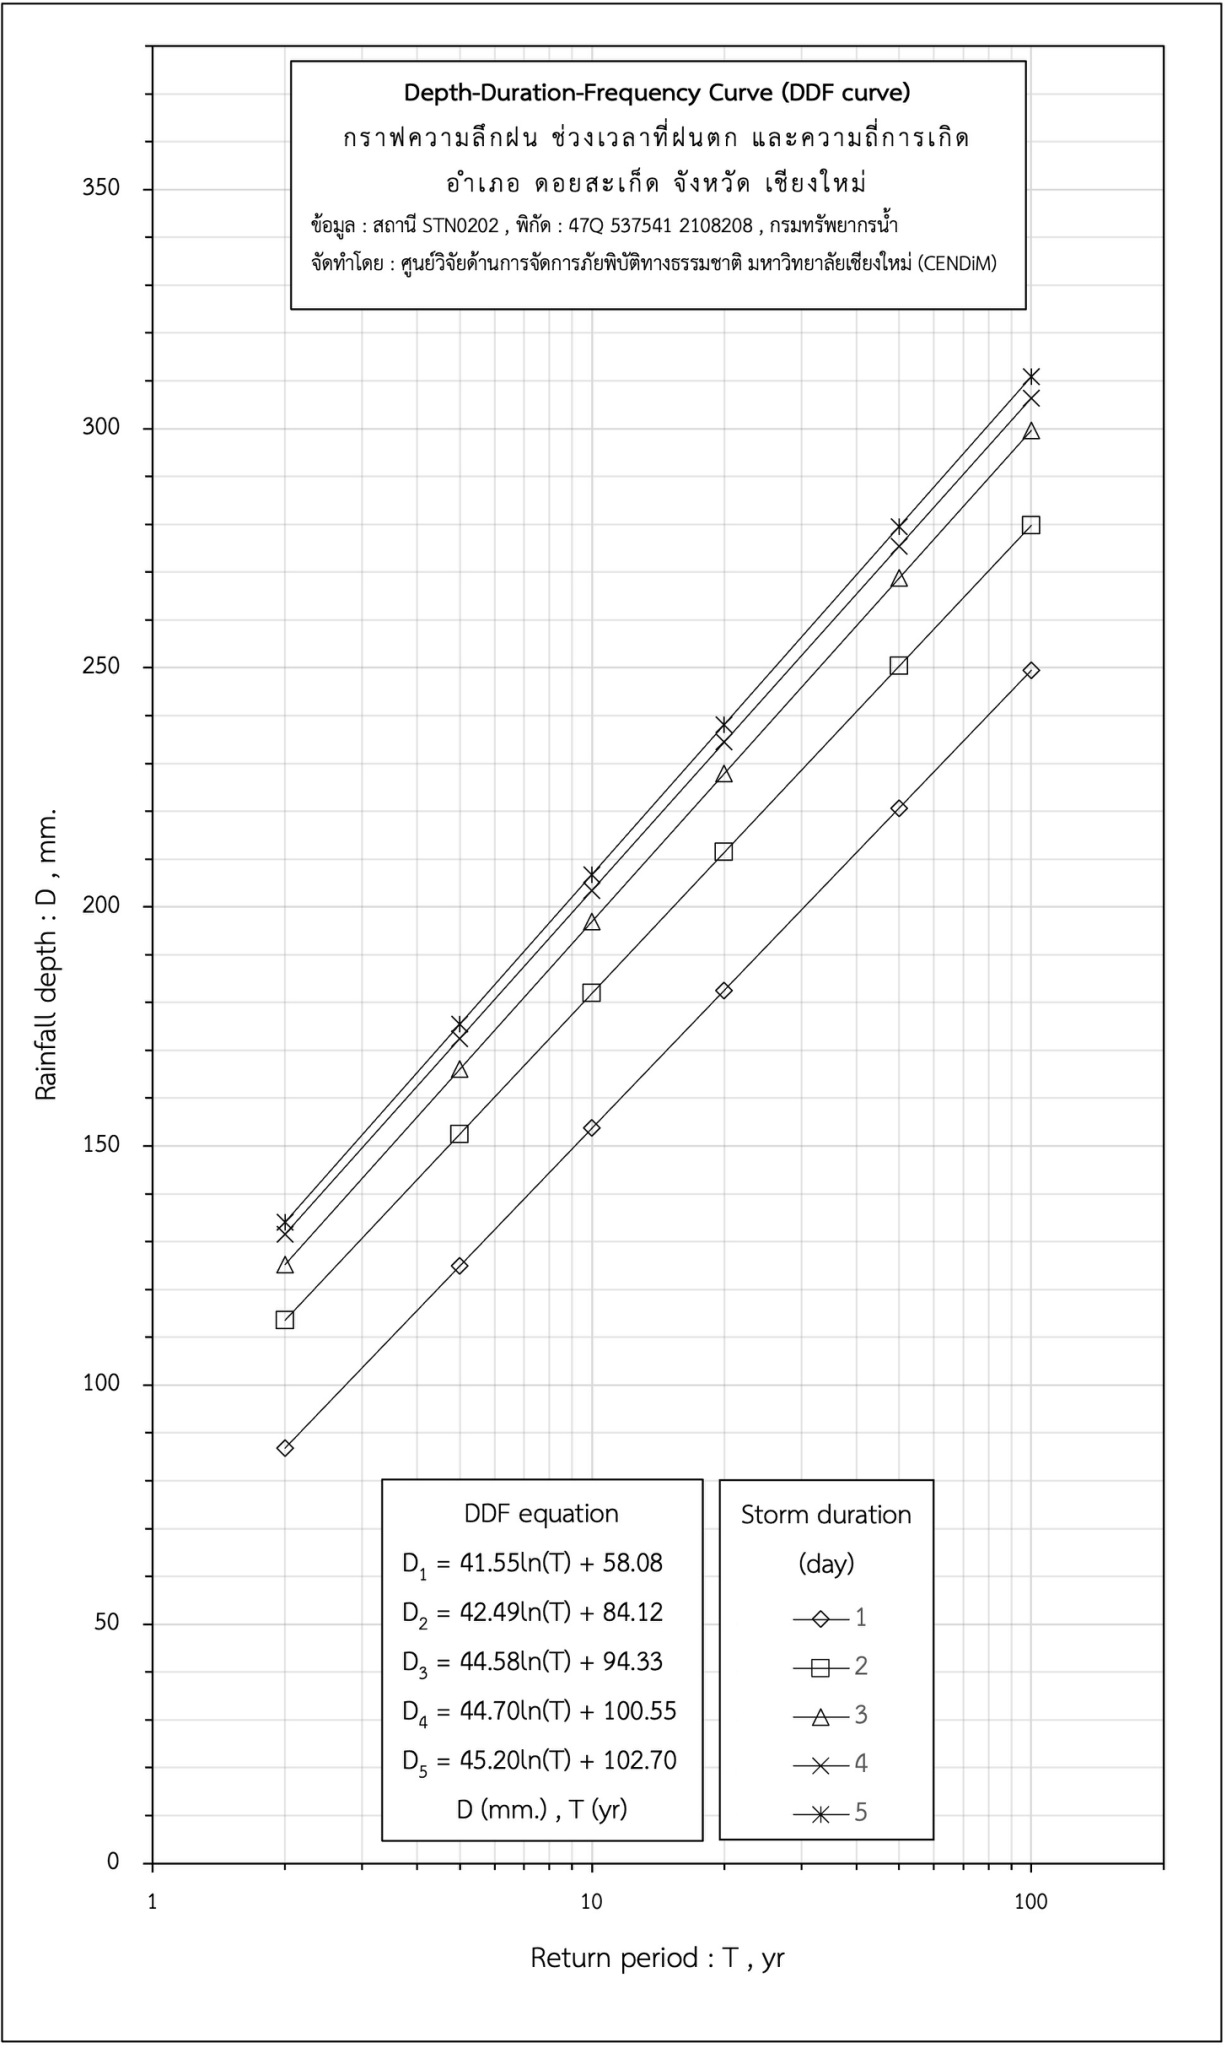 Depth-Duration-Frequency Curve (DDF curve)
กราฟความลึกฝน ช่วงเวลาที่ฝนตก และความถี่การเกิด
อำเภอ ดอยสะเก็ด จังหวัด เชียงใหม่
ข้อมูล : สถานี STN0202 , พิกัด : 47Q 537541 2108208 , กรมทรัพยากรน้ำ
จัดทำโดย : ศูนย์วิจัยด้านการจัดการภัยพิบัติทางธรรมชาติ มหาวิทยาลัยเชียงใหม่ (CENDiM)
350
300
250
200
150
100
50
0
Rainfall depth : D , mm.
DDF equation
D₁ = 41.55ln(T) + 58.08
D₂ = 42.49ln(T) + 84.12
D₃ = 44.58ln(T) + 94.33
D₄ = 44.70ln(T) + 100.55
D₅ = 45.20ln(T) + 102.70
D (mm.) , T (yr)
Storm duration
(day)
1
2
3
4
5
1 10 100
Return period : T , yr